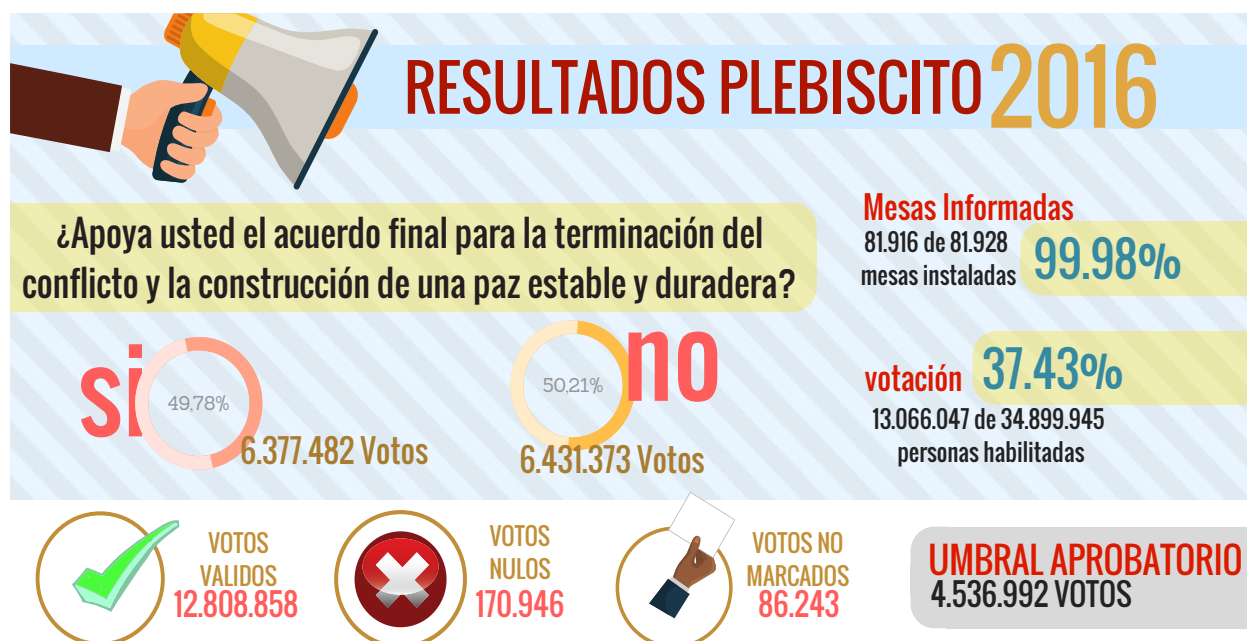 RESULTADOS PLEBISCITO 2016
¿Apoya usted el acuerdo final para la terminación del
conflicto y la construcción de una paz estable y duradera?
si
49,78%
6.377.482 Votos
no
50,21%
6.431.373 Votos
Mesas Informadas
81.916 de 81.928
mesas instaladas
99.98%
votación 37.43%
13.066.047 de 34.899.945
personas habilitadas
VOTOS
VALIDOS
12.808.858
VOTOS
NULOS
170.946
VOTOS NO
MARCADOS
86.243
UMBRAL APROBATORIO
4.536.992 VOTOS